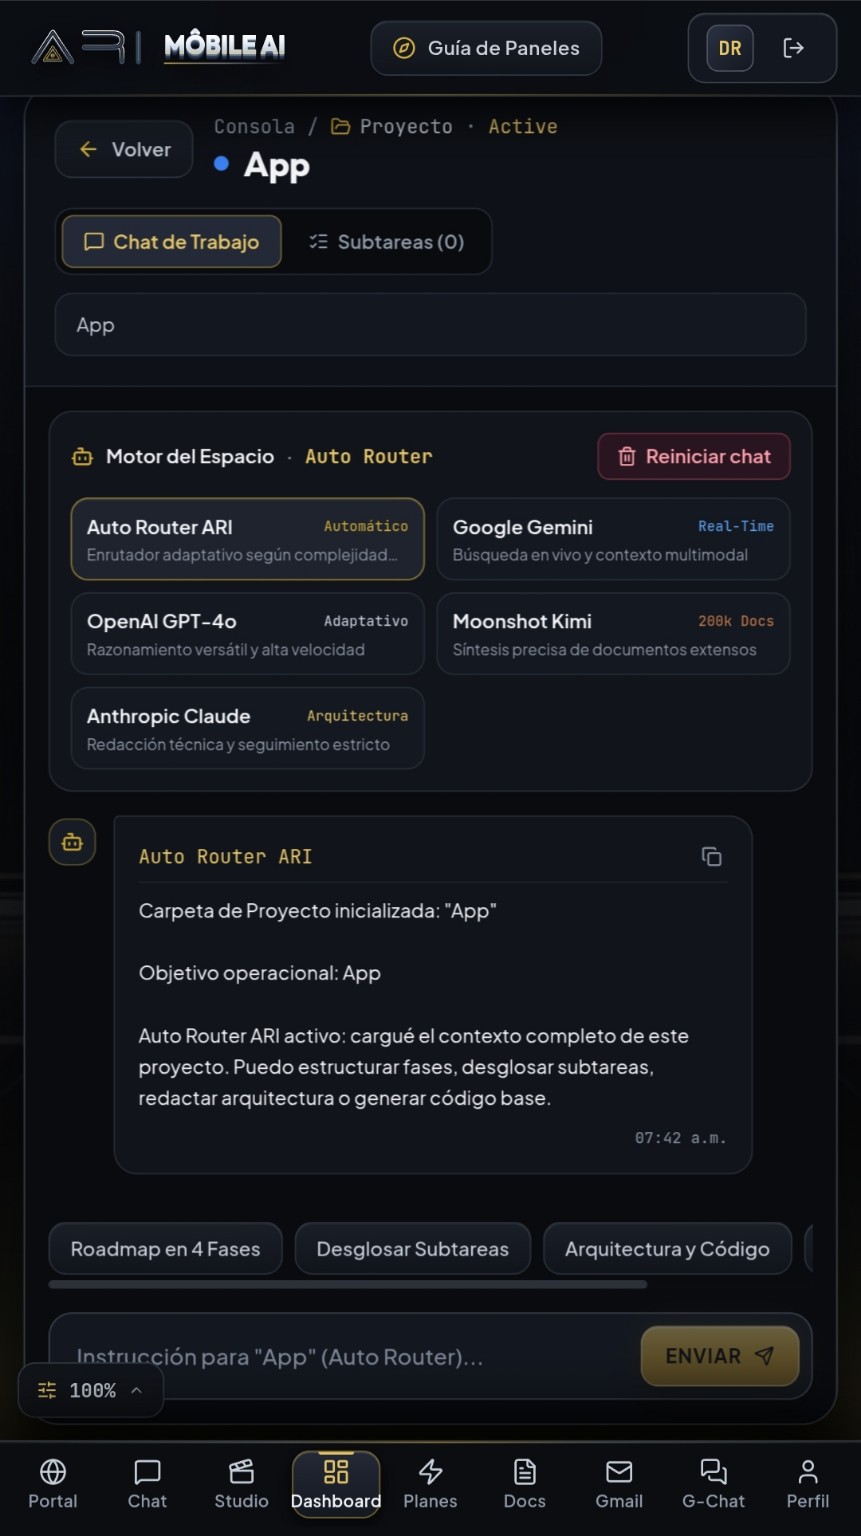 ARI MÔBILE AI
Guía de Paneles
DR
Volver
Consola / Proyecto · Active
App
Chat de Trabajo
Subtareas (0)
App
Motor del Espacio · Auto Router
Reiniciar chat
Auto Router ARI Automático
Enrutador adaptativo según complejidad...
Google Gemini Real-Time
Búsqueda en vivo y contexto multimodal
OpenAI GPT-4o Adaptativo
Razonamiento versátil y alta velocidad
Moonshot Kimi 200k Docs
Síntesis precisa de documentos extensos
Anthropic Claude Arquitectura
Redacción técnica y seguimiento estricto
Auto Router ARI
Carpeta de Proyecto inicializada: "App"
Objetivo operacional: App
Auto Router ARI activo: cargué el contexto completo de este
proyecto. Puedo estructurar fases, desglosar subtareas,
redactar arquitectura o generar código base.
07:42 a.m.
Roadmap en 4 Fases
Desglosar Subtareas
Arquitectura y Código
Instrucción para "App" (Auto Router)...
ENVIAR
100%
Portal
Chat
Studio
Dashboard
Planes
Docs
Gmail
G-Chat
Perfil